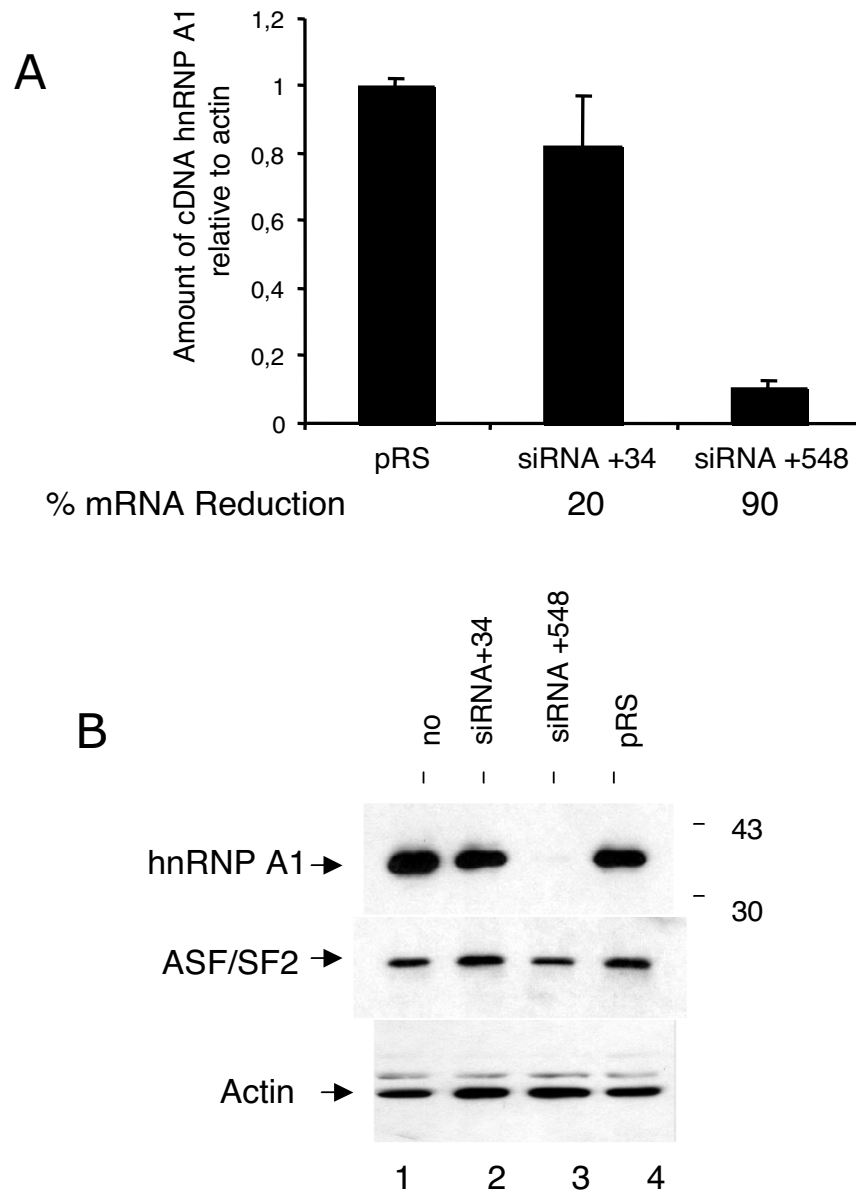 A
Amount of cDNA hnRNP A1
relative to actin
1,2
1
0,8
0,6
0,4
0,2
0
pRS siRNA +34 siRNA +548
% mRNA Reduction 20 90
B
– no
– siRNA+34
– siRNA +548
– pRS
hnRNP A1
– 43
– 30
ASF/SF2
Actin
1 2 3 4